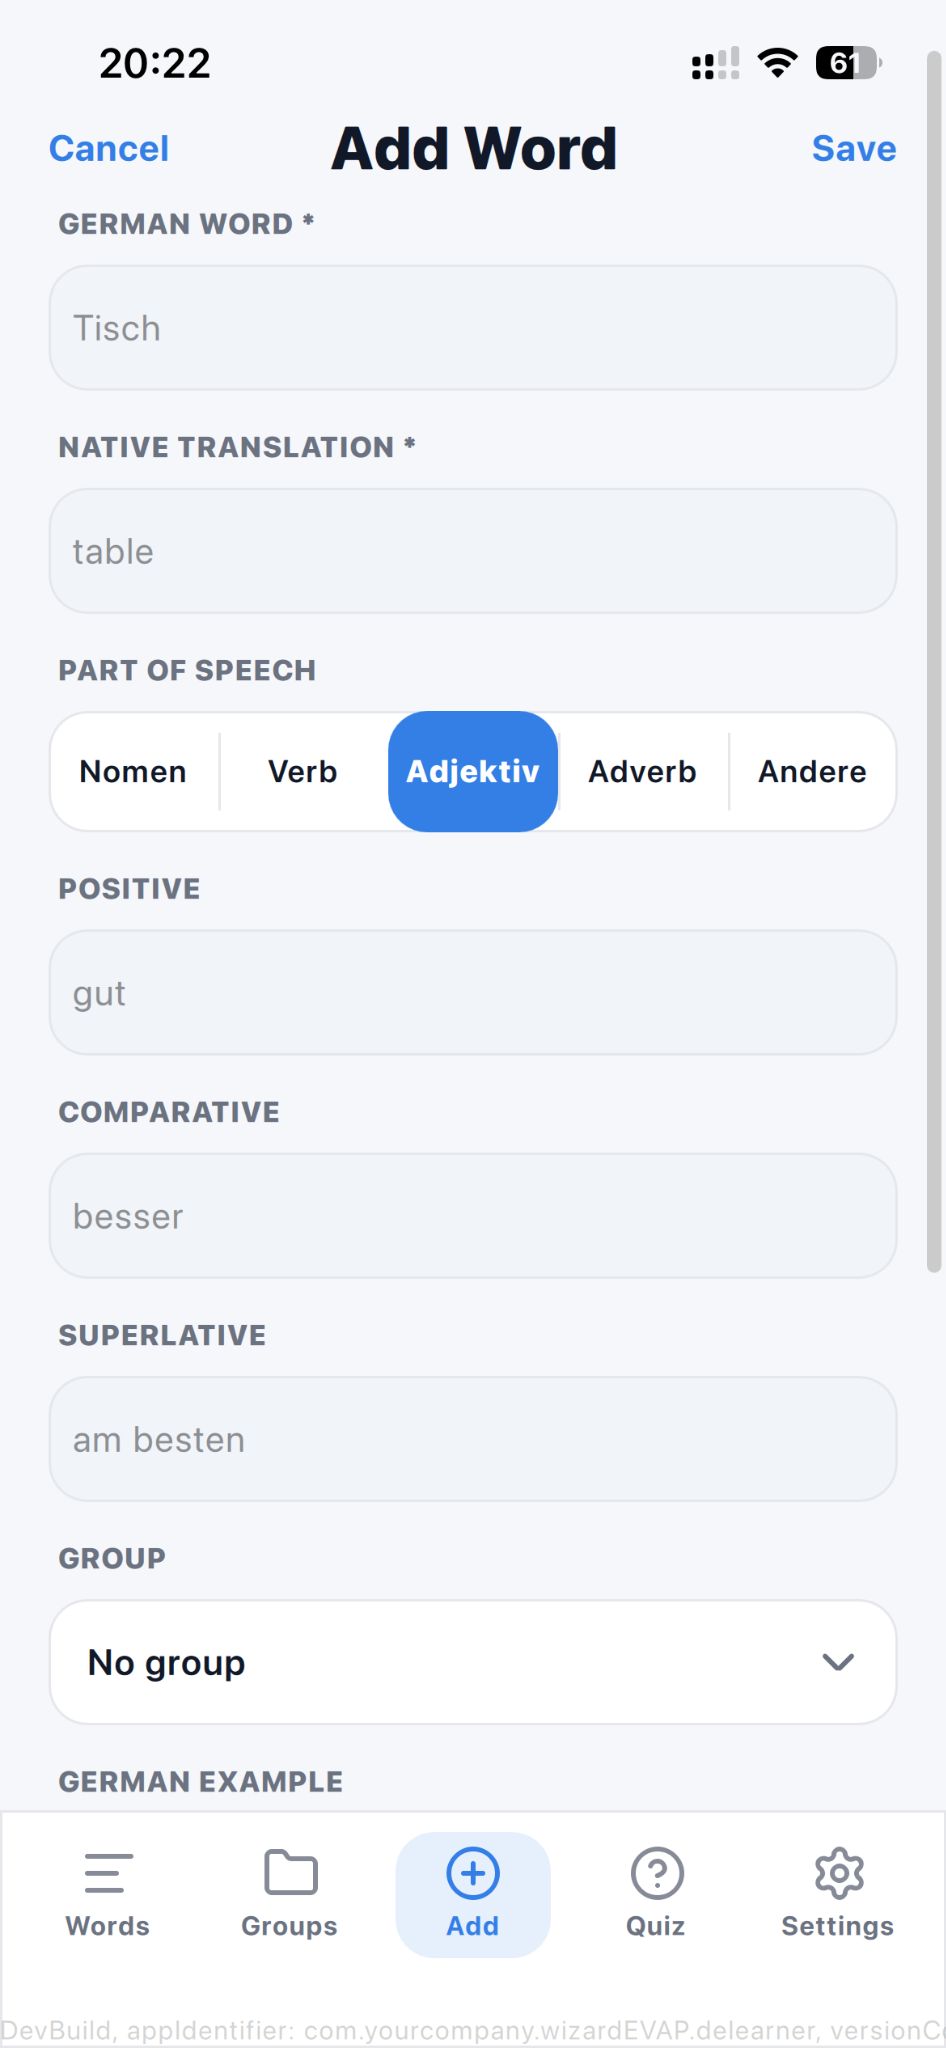 20:22
61
Cancel
Add Word
Save
GERMAN WORD *
Tisch
NATIVE TRANSLATION *
table
PART OF SPEECH
Nomen
Verb
Adjektiv
Adverb
Andere
POSITIVE
gut
COMPARATIVE
besser
SUPERLATIVE
am besten
GROUP
No group
GERMAN EXAMPLE
Words
Groups
Add
Quiz
Settings
DevBuild, appIdentifier: com.yourcompany.wizardEVAP.delearner, versionCo